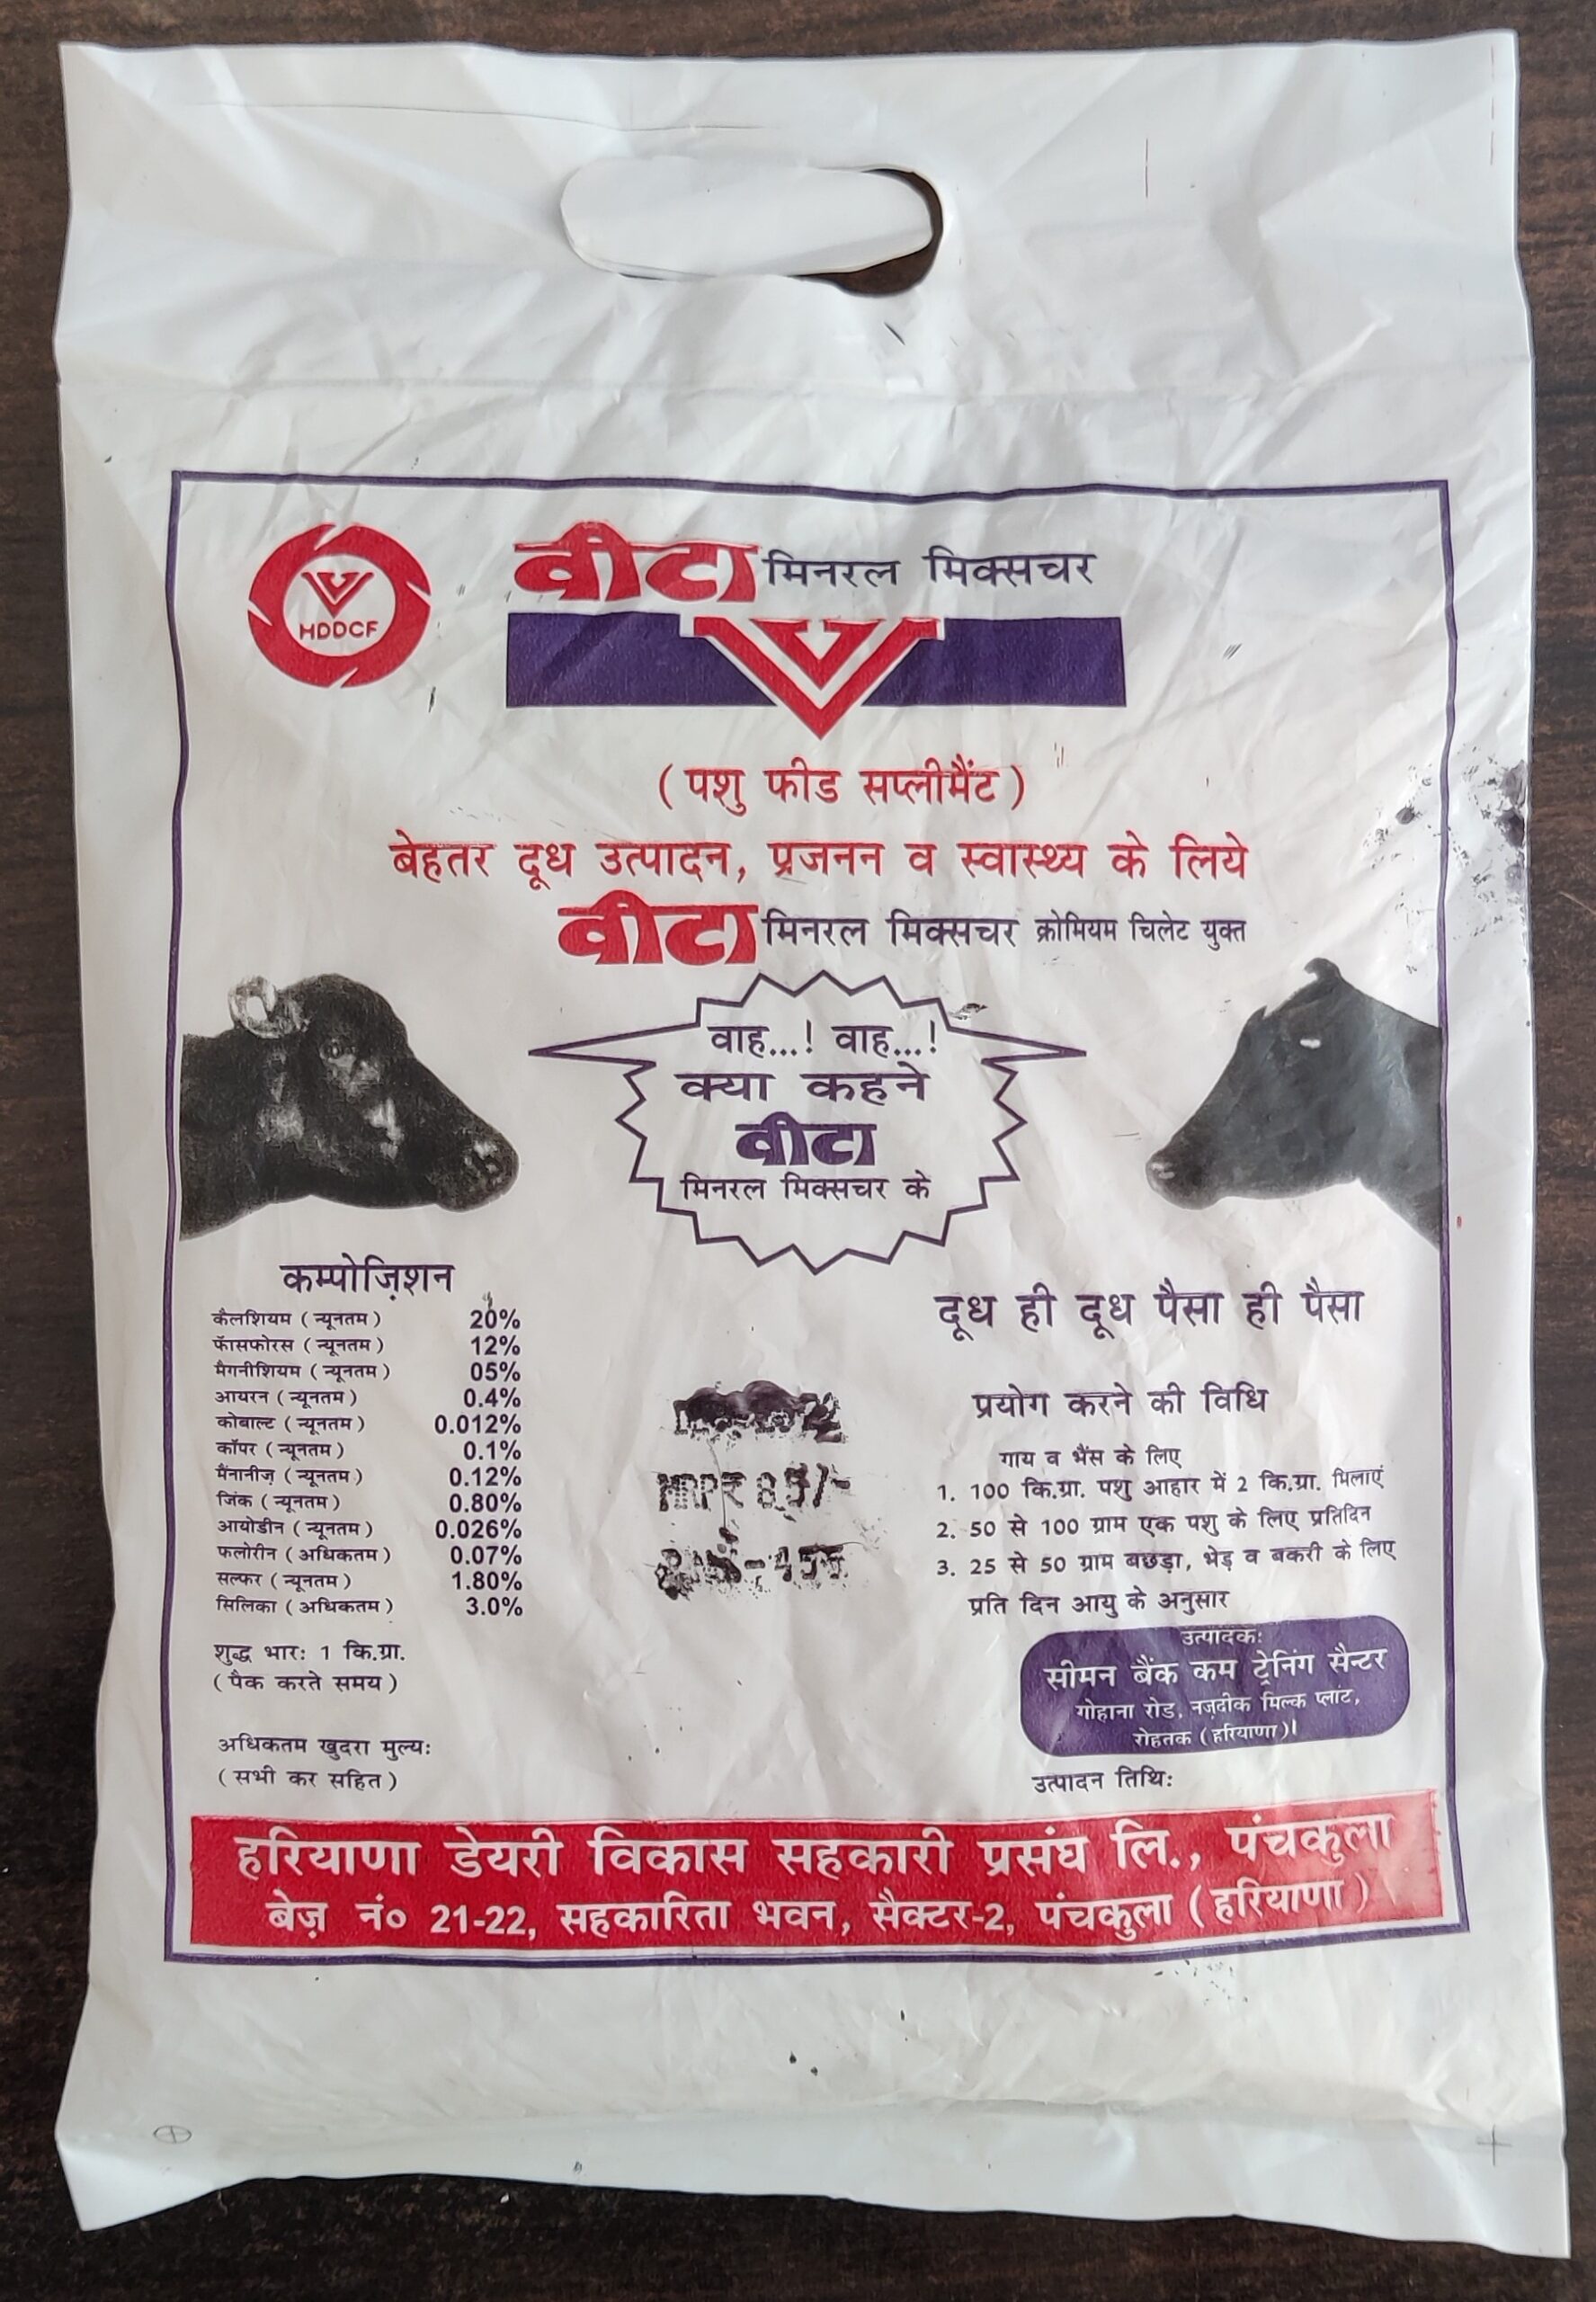 HDDCF
वीटा मिनरल मिक्सचर
( पशु फीड सप्लीमैंट )
बेहतर दूध उत्पादन, प्रजनन व स्वास्थ्य के लिये
वीटा मिनरल मिक्सचर क्रोमियम चिलेट युक्त
वाह...! वाह...!
क्या कहने
वीटा
मिनरल मिक्सचर के
कम्पोज़िशन
कैलशियम ( न्यूनतम ) 20%
फॅासफोरस ( न्यूनतम ) 12%
मैगनीशियम ( न्यूनतम ) 05%
आयरन ( न्यूनतम ) 0.4%
कोबाल्ट ( न्यूनतम ) 0.012%
कॉपर ( न्यूनतम ) 0.1%
मैंनानीज़ ( न्यूनतम ) 0.12%
जिंक ( न्यूनतम ) 0.80%
आयोडीन ( न्यूनतम ) 0.026%
फलोरीन ( अधिकतम ) 0.07%
सल्फर ( न्यूनतम ) 1.80%
सिलिका ( अधिकतम ) 3.0%
शुद्ध भार: 1 कि.ग्रा.
( पैक करते समय )
अधिकतम खुदरा मुल्य:
( सभी कर सहित )
MRP₹ 85/-
दूध ही दूध पैसा ही पैसा
प्रयोग करने की विधि
गाय व भैंस के लिए
1. 100 कि.ग्रा. पशु आहार में 2 कि.ग्रा. मिलाएं
2. 50 से 100 ग्राम एक पशु के लिए प्रतिदिन
3. 25 से 50 ग्राम बछड़ा, भेड़ व बकरी के लिए
प्रति दिन आयु के अनुसार
उत्पादक:
सीमन बैंक कम ट्रेनिंग सैन्टर
गोहाना रोड, नज़दीक मिल्क प्लांट,
रोहतक ( हरियाणा )।
उत्पादन तिथि:
हरियाणा डेयरी विकास सहकारी प्रसंघ लि., पंचकुला
बेज़ नं० 21-22, सहकारिता भवन, सैक्टर-2, पंचकुला ( हरियाणा )